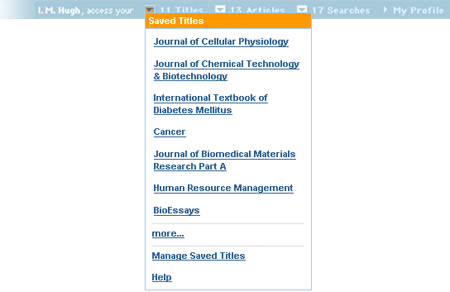 I. M. Hugh, access your 11 Titles 13 Articles 17 Searches My Profile
Saved Titles
Journal of Cellular Physiology
Journal of Chemical Technology
& Biotechnology
International Textbook of
Diabetes Mellitus
Cancer
Journal of Biomedical Materials
Research Part A
Human Resource Management
BioEssays
more...
Manage Saved Titles
Help